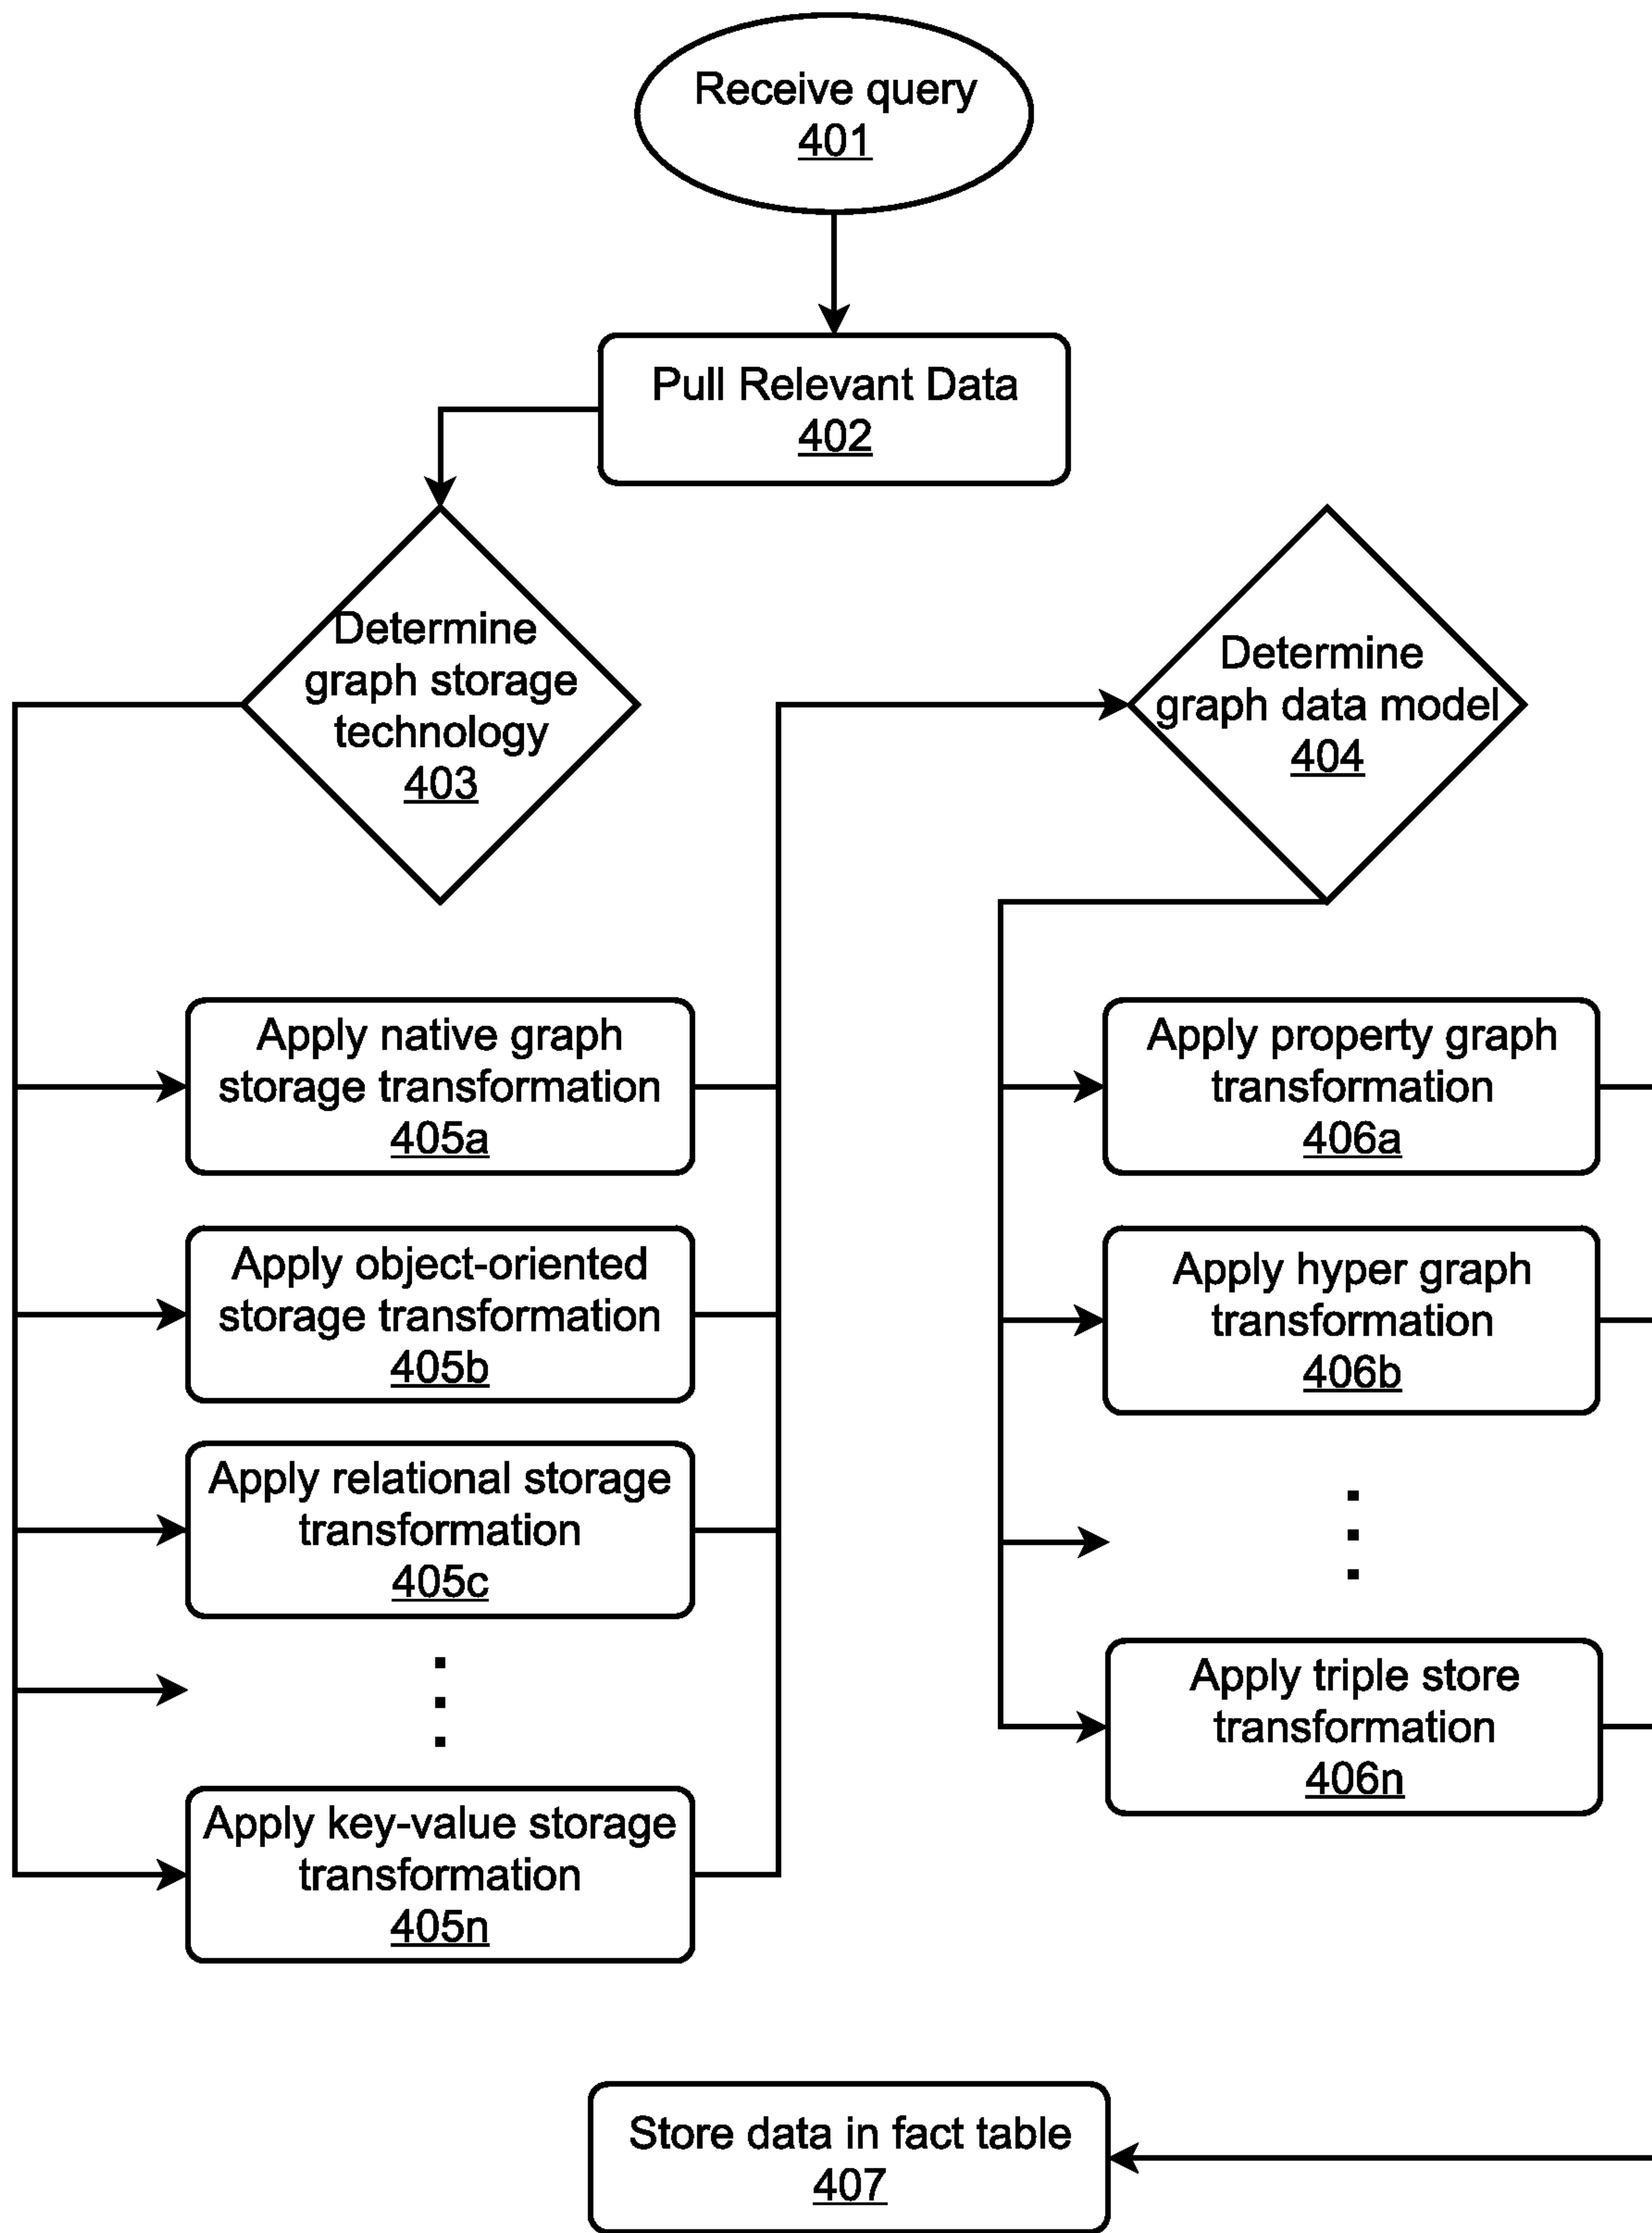 Receive query
401
Pull Relevant Data
402
Determine
graph storage
technology
403
Determine
graph data model
404
Apply native graph
storage transformation
405a
Apply object-oriented
storage transformation
405b
Apply relational storage
transformation
405c
Apply key-value storage
transformation
405n
Apply property graph
transformation
406a
Apply hyper graph
transformation
406b
Apply triple store
transformation
406n
Store data in fact table
407